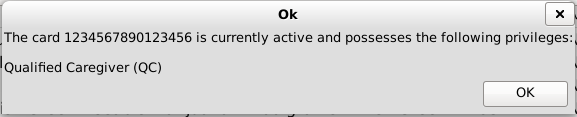 Ok
The card 1234567890123456 is currently active and possesses the following privileges:
Qualified Caregiver (QC)
OK